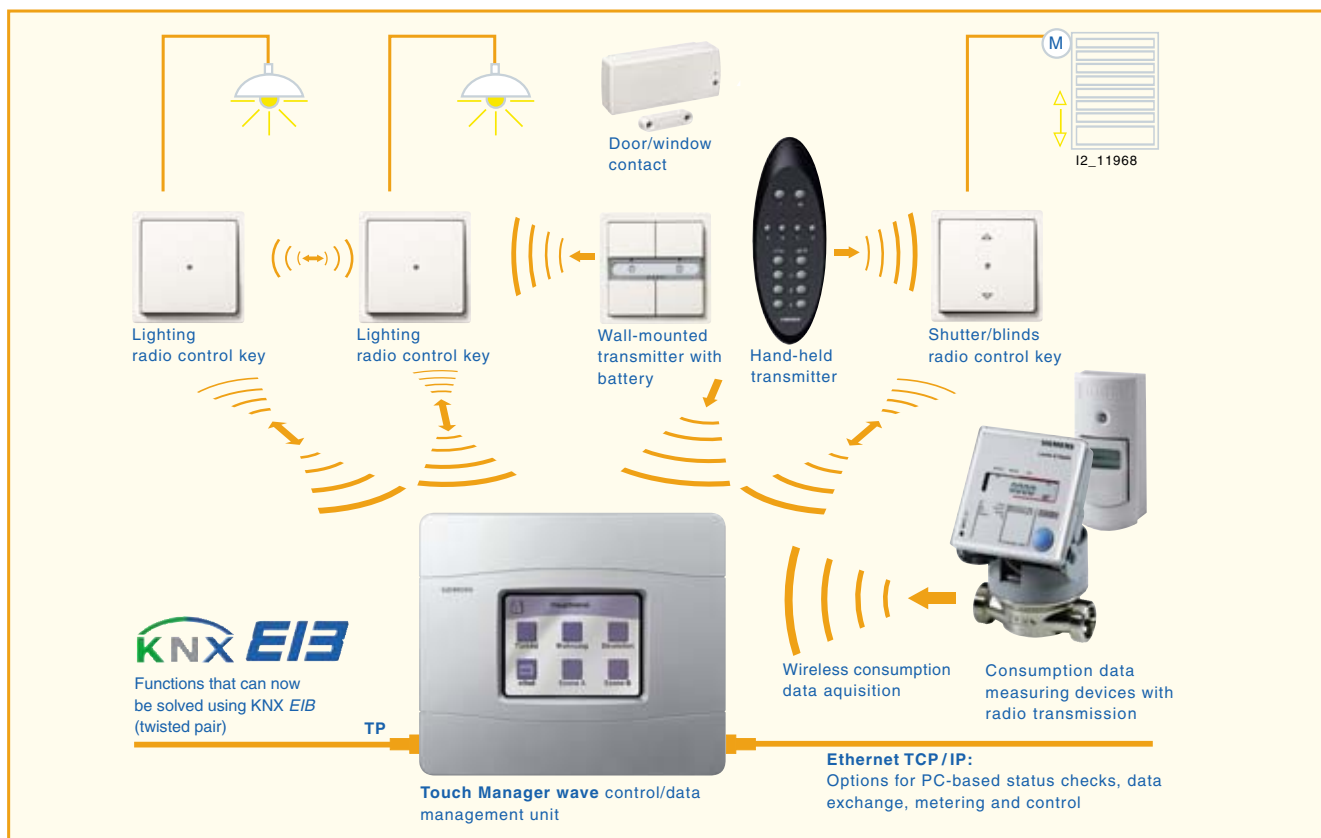 M
I2_11968
Door/window
contact
Lighting
radio control key
Lighting
radio control key
Wall-mounted
transmitter with
battery
Hand-held
transmitter
Shutter/blinds
radio control key
SIEMENS
SIEMENS
KNX EIB
Functions that can now
be solved using KNX EIB
(twisted pair)
TP
Wireless consumption
data aquisition
Consumption data
measuring devices with
radio transmission
Ethernet TCP/IP:
Options for PC-based status checks, data
exchange, metering and control
Touch Manager wave control/data
management unit